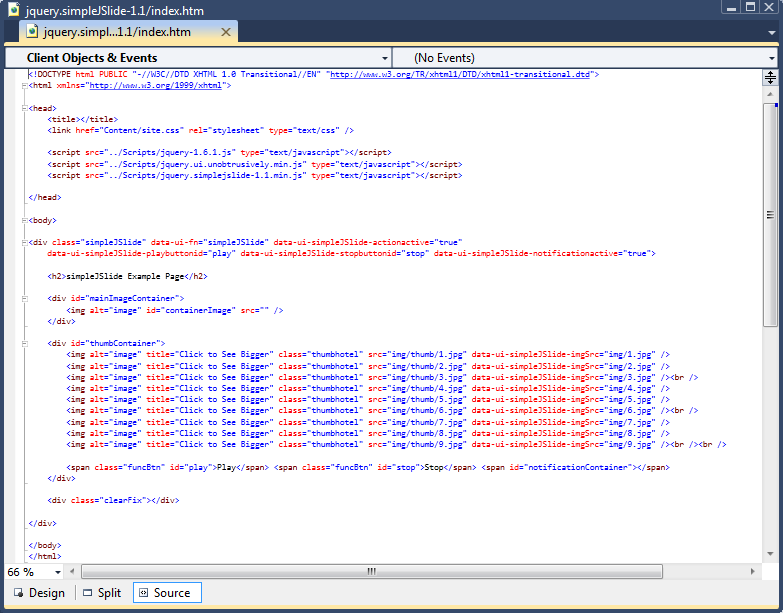 jquery.simpleJSlide-1.1/index.htm
jquery.simpl...1.1/index.htm
Client Objects & Events
(No Events)
<!DOCTYPE html PUBLIC "-//W3C//DTD XHTML 1.0 Transitional//EN" "http://www.w3.org/TR/xhtml1/DTD/xhtml1-transitional.dtd">
<html xmlns="http://www.w3.org/1999/xhtml">
<head>
<title></title>
<link href="Content/site.css" rel="stylesheet" type="text/css" />
<script src="../Scripts/jquery-1.6.1.js" type="text/javascript"></script>
<script src="../Scripts/jquery.ui.unobtrusively.min.js" type="text/javascript"></script>
<script src="../Scripts/jquery.simplejslide-1.1.min.js" type="text/javascript"></script>
</head>
<body>
<div class="simpleJSlide" data-ui-fn="simpleJSlide" data-ui-simpleJSlide-actionactive="true"
data-ui-simpleJSlide-playbuttonid="play" data-ui-simpleJSlide-stopbuttonid="stop" data-ui-simpleJSlide-notificationactive="true">
<h2>simpleJSlide Example Page</h2>
<div id="mainImageContainer">
<img alt="image" id="containerImage" src="" />
</div>
<div id="thumbContainer">
<img alt="image" title="Click to See Bigger" class="thumbhotel" src="img/thumb/1.jpg" data-ui-simpleJSlide-imgSrc="img/1.jpg" />
<img alt="image" title="Click to See Bigger" class="thumbhotel" src="img/thumb/2.jpg" data-ui-simpleJSlide-imgSrc="img/2.jpg" />
<img alt="image" title="Click to See Bigger" class="thumbhotel" src="img/thumb/3.jpg" data-ui-simpleJSlide-imgSrc="img/3.jpg" /><br />
<img alt="image" title="Click to See Bigger" class="thumbhotel" src="img/thumb/4.jpg" data-ui-simpleJSlide-imgSrc="img/4.jpg" />
<img alt="image" title="Click to See Bigger" class="thumbhotel" src="img/thumb/5.jpg" data-ui-simpleJSlide-imgSrc="img/5.jpg" />
<img alt="image" title="Click to See Bigger" class="thumbhotel" src="img/thumb/6.jpg" data-ui-simpleJSlide-imgSrc="img/6.jpg" /><br />
<img alt="image" title="Click to See Bigger" class="thumbhotel" src="img/thumb/7.jpg" data-ui-simpleJSlide-imgSrc="img/7.jpg" />
<img alt="image" title="Click to See Bigger" class="thumbhotel" src="img/thumb/8.jpg" data-ui-simpleJSlide-imgSrc="img/8.jpg" />
<img alt="image" title="Click to See Bigger" class="thumbhotel" src="img/thumb/9.jpg" data-ui-simpleJSlide-imgSrc="img/9.jpg" /><br /><br />
<span class="funcBtn" id="play">Play</span> <span class="funcBtn" id="stop">Stop</span> <span id="notificationContainer"></span>
</div>
<div class="clearFix"></div>
</div>
</body>
</html>
66 %
Design
Split
Source